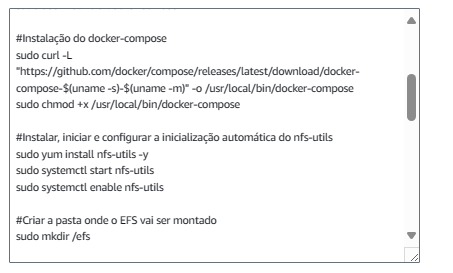 #Instalação do docker-compose
sudo curl -L
"https://github.com/docker/compose/releases/latest/download/docker-
compose-$(uname -s)-$(uname -m)" -o /usr/local/bin/docker-compose
sudo chmod +x /usr/local/bin/docker-compose
#Instalar, iniciar e configurar a inicialização automática do nfs-utils
sudo yum install nfs-utils -y
sudo systemctl start nfs-utils
sudo systemctl enable nfs-utils
#Criar a pasta onde o EFS vai ser montado
sudo mkdir /efs